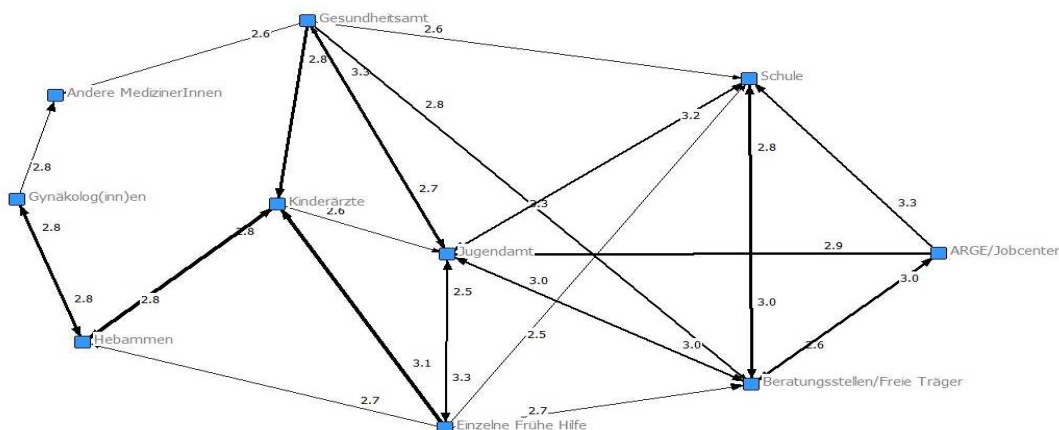 Gesundheitsamt
2.6
2.6
2.8
3.3
Schule
Andere MedizinerInnen
2.8
3.2
2.8
2.8
Gynäkolog(inn)en
2.7
Kinderärzte
3.3
3.3
2.6
2.8
2.8
Jugendamt
2.9
ARGE/Jobcenter
3.0
3.0
2.5
2.8
2.8
3.0
Hebammen
2.5
3.0
2.6
3.1
3.3
Beratungsstellen/Freie Träger
2.7
2.7
Einzelne Frühe Hilfe